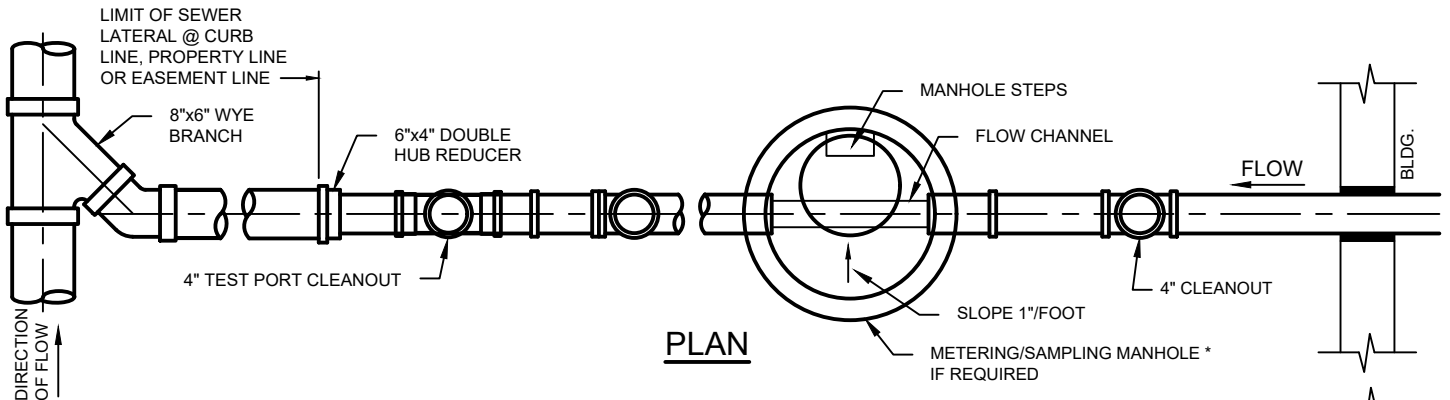 LIMIT OF SEWER
LATERAL @ CURB
LINE, PROPERTY LINE
OR EASEMENT LINE
8"x6" WYE
BRANCH
6"x4" DOUBLE
HUB REDUCER
MANHOLE STEPS
FLOW CHANNEL
FLOW
BLDG.
4" TEST PORT CLEANOUT
4" CLEANOUT
SLOPE 1"/FOOT
PLAN
METERING/SAMPLING MANHOLE *
IF REQUIRED
DIRECTION
OF FLOW